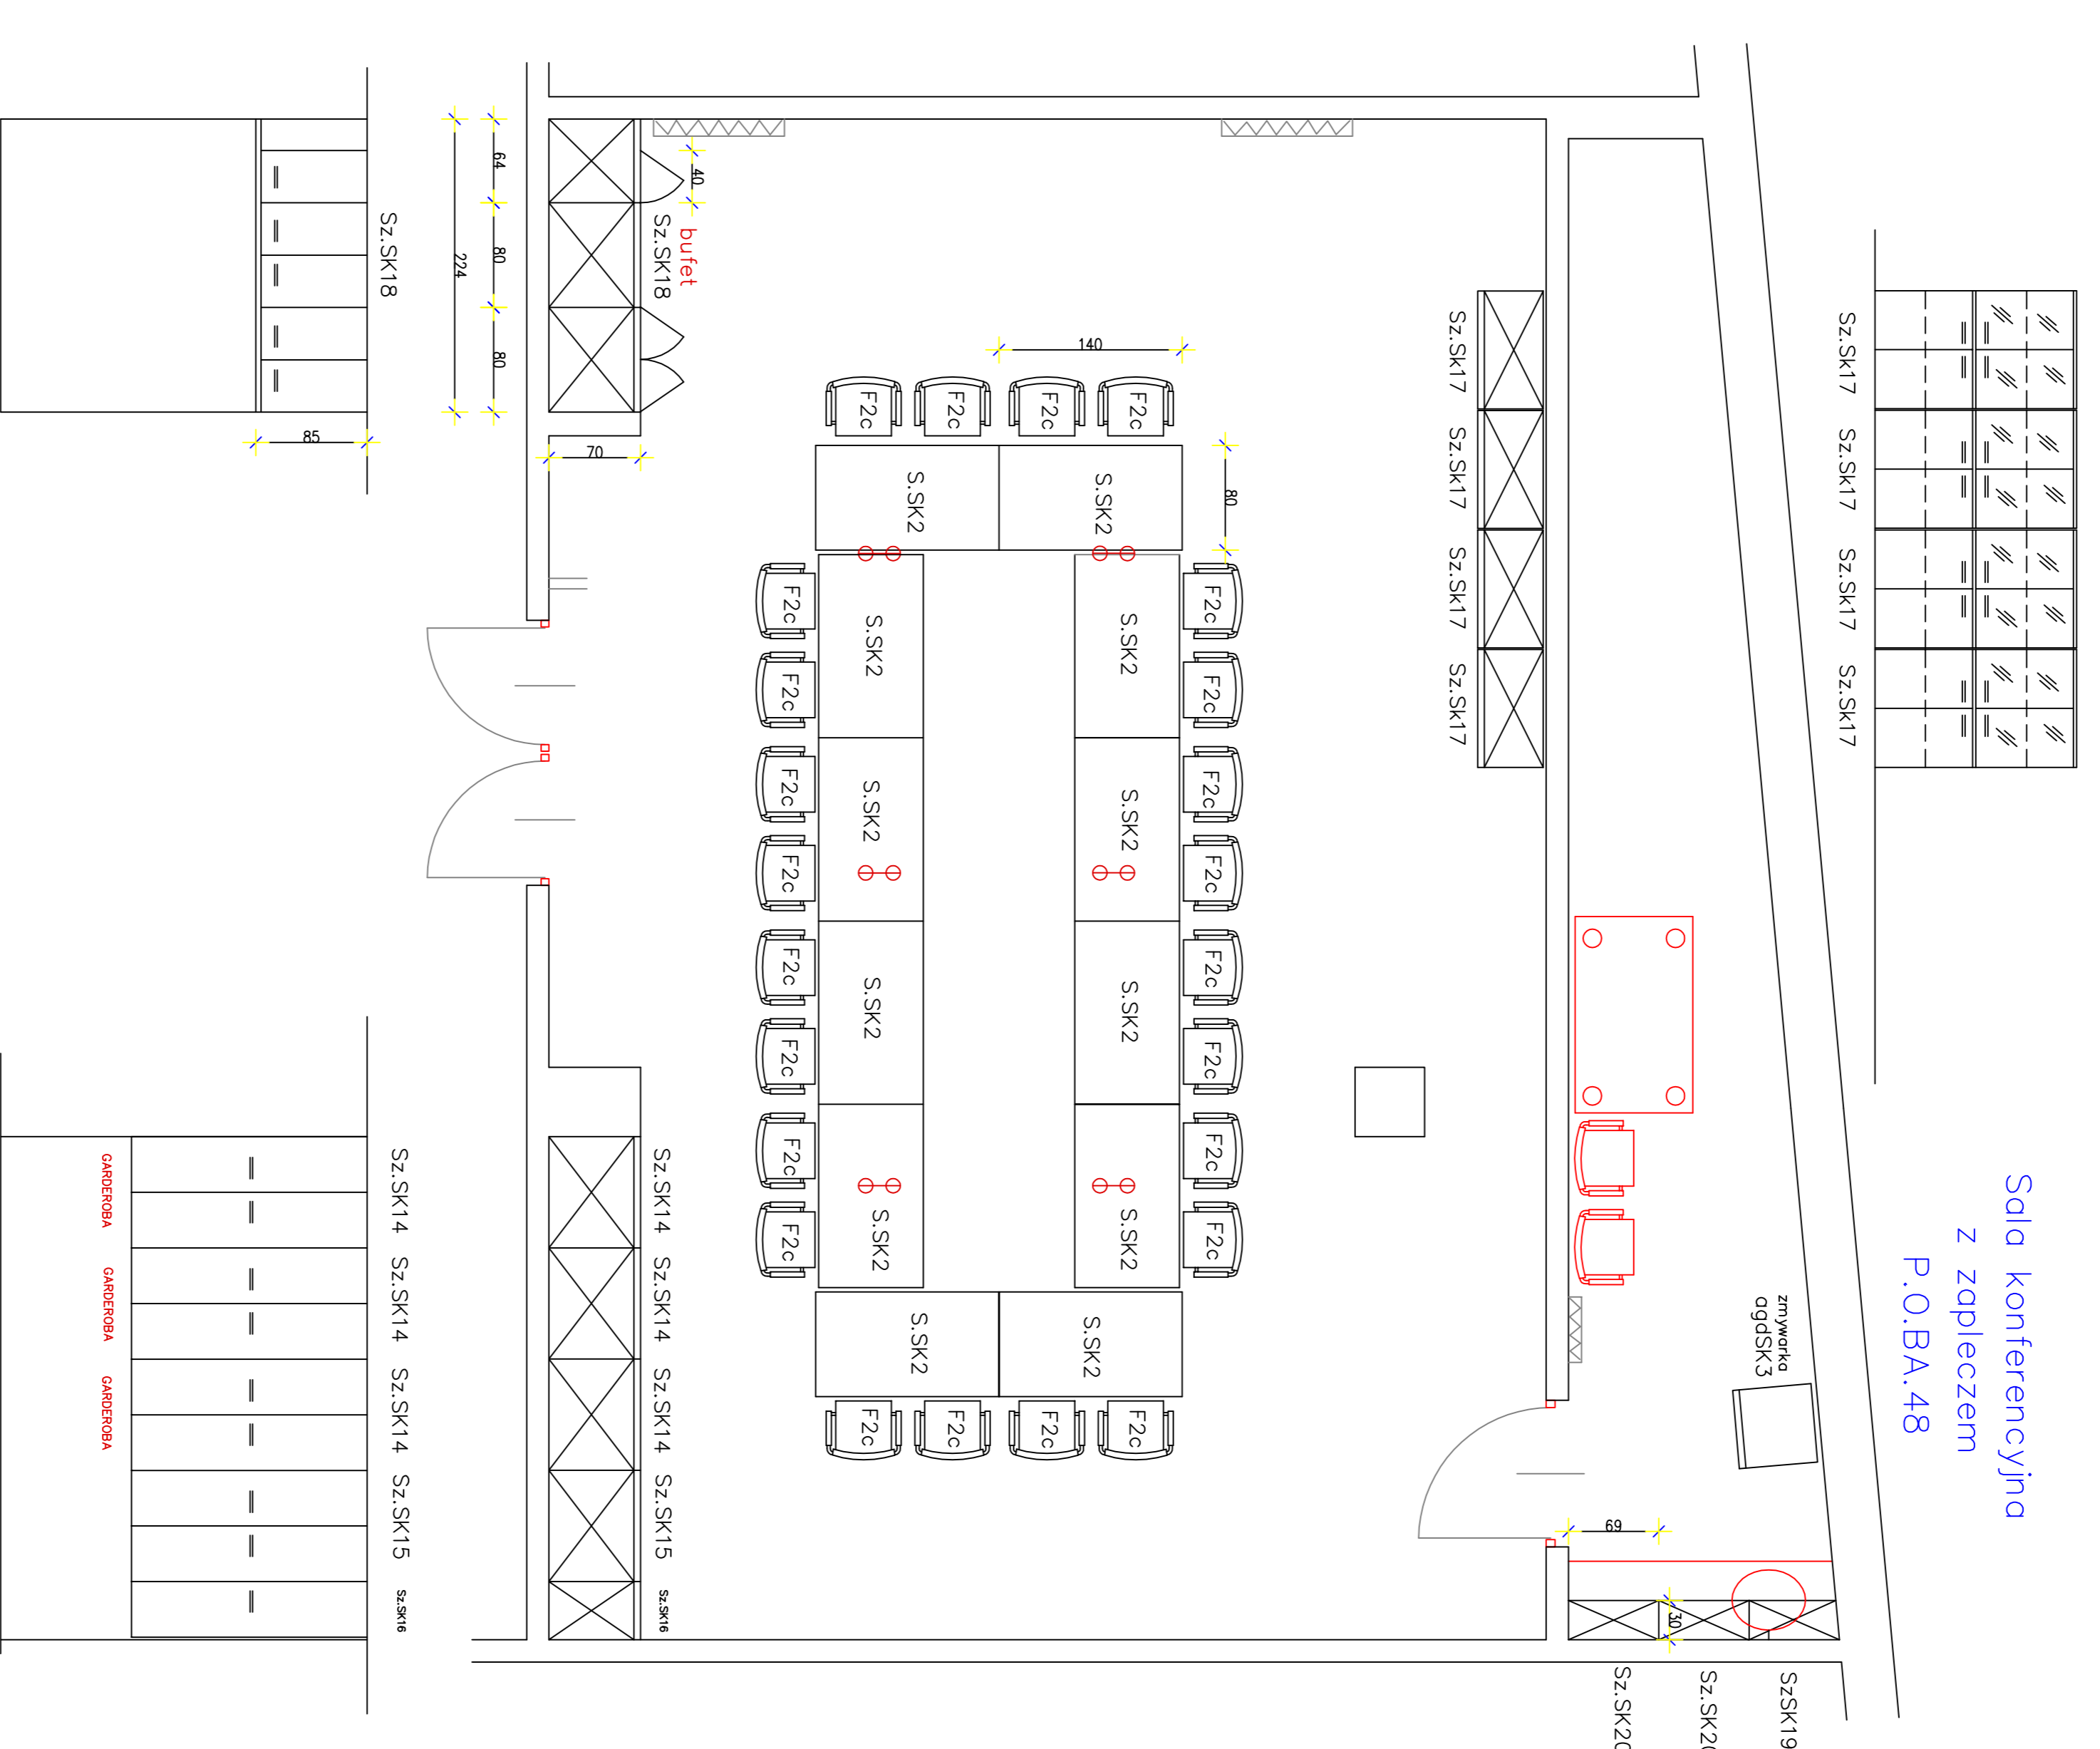 Sala konferencyjna
z zapleczem
P.O.BA.48
Sz.Sk17 Sz.Sk17 Sz.Sk17 Sz.Sk17
zmywarka
agdSK3
SzSK19
Sz.SK20
Sz.SK20
30
69
Sz.Sk17 Sz.Sk17 Sz.Sk17 Sz.Sk17
80
F2c F2c F2c F2c F2c F2c F2c F2c
140
F2c S.SK2 S.SK2 S.SK2 S.SK2 S.SK2 S.SK2 F2c
F2c F2c
F2c F2c
F2c S.SK2 S.SK2 S.SK2 S.SK2 S.SK2 S.SK2 F2c
F2c F2c F2c F2c F2c F2c F2c F2c
40
bufet
Sz.SK18
Sz.SK14 Sz.SK14 Sz.SK14 Sz.SK15 Sz.SK16
70
64 80 80
224
Sz.SK18
Sz.SK14 Sz.SK14 Sz.SK14 Sz.SK15 Sz.SK16
85
GARDEROBA GARDEROBA GARDEROBA